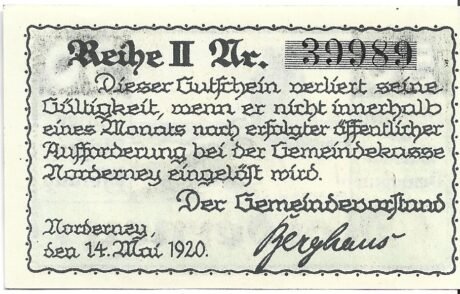 Reihe II Nr. 39989
Dieser Gutschein verliert seine
Gültigkeit, wenn er nicht innerhalb
eines Monats nach erfolgter öffentlicher
Aufforderung bei der Gemeindekasse
Norderney eingelöst wird.
Der Gemeindevorstand
Norderney,
den 14. Mai 1920.
Berghaus